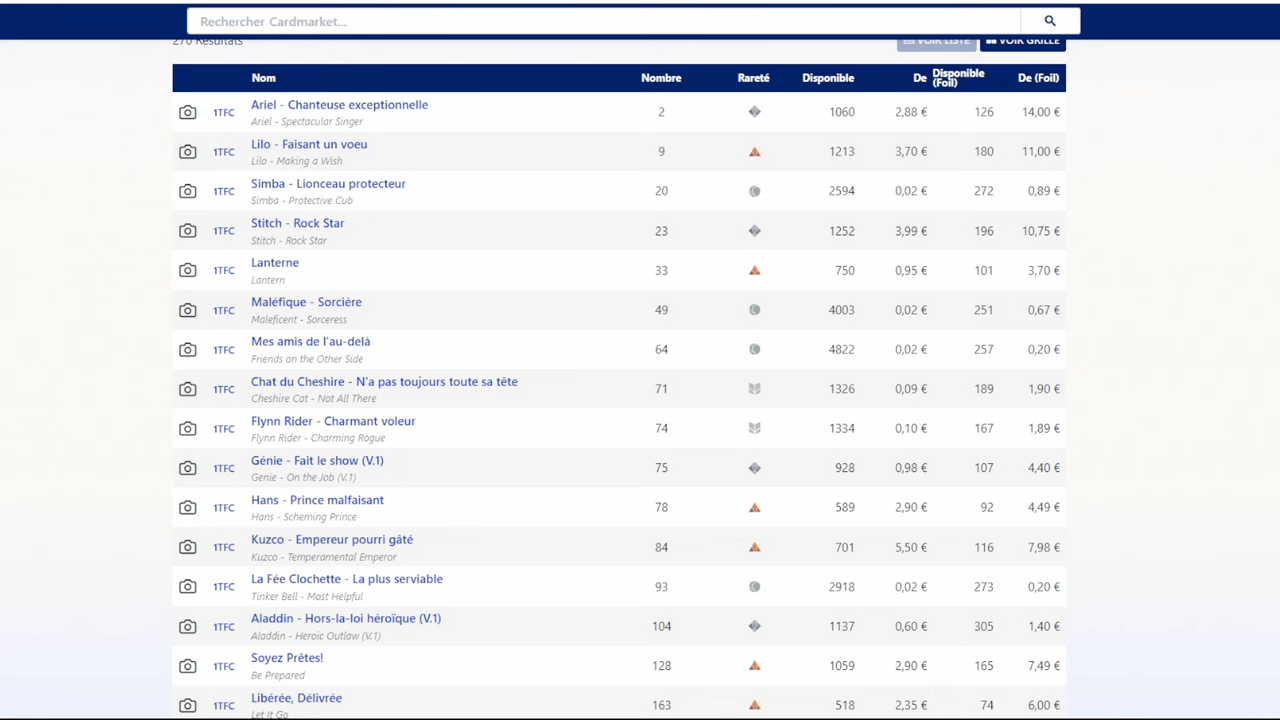 Rechercher Cardmarket...
270 Résultats
VOIR LISTE VOIR GRILLE
Nom Nombre Rareté Disponible De Disponible (Foil) De (Foil)
1TFC Ariel - Chanteuse exceptionnelle 2 1060 2,88 € 126 14,00 €
Ariel - Spectacular Singer
1TFC Lilo - Faisant un voeu 9 1213 3,70 € 180 11,00 €
Lilo - Making a Wish
1TFC Simba - Lionceau protecteur 20 2594 0,02 € 272 0,89 €
Simba - Protective Cub
1TFC Stitch - Rock Star 23 1252 3,99 € 196 10,75 €
Stitch - Rock Star
1TFC Lanterne 33 750 0,95 € 101 3,70 €
Lantern
1TFC Maléfique - Sorcière 49 4003 0,02 € 251 0,67 €
Maleficent - Sorceress
1TFC Mes amis de l'au-delà 64 4822 0,02 € 257 0,20 €
Friends on the Other Side
1TFC Chat du Cheshire - N'a pas toujours toute sa tête 71 1326 0,09 € 189 1,90 €
Cheshire Cat - Not All There
1TFC Flynn Rider - Charmant voleur 74 1334 0,10 € 167 1,89 €
Flynn Rider - Charming Rogue
1TFC Génie - Fait le show (V.1) 75 928 0,98 € 107 4,40 €
Genie - On the Job (V.1)
1TFC Hans - Prince malfaisant 78 589 2,90 € 92 4,49 €
Hans - Scheming Prince
1TFC Kuzco - Empereur pourri gâté 84 701 5,50 € 116 7,98 €
Kuzco - Temperamental Emperor
1TFC La Fée Clochette - La plus serviable 93 2918 0,02 € 273 0,20 €
Tinker Bell - Most Helpful
1TFC Aladdin - Hors-la-loi héroïque (V.1) 104 1137 0,60 € 305 1,40 €
Aladdin - Heroic Outlaw (V.1)
1TFC Soyez Prêtes! 128 1059 2,90 € 165 7,49 €
Be Prepared
1TFC Libérée, Délivrée 163 518 2,35 € 74 6,00 €
Let It Go